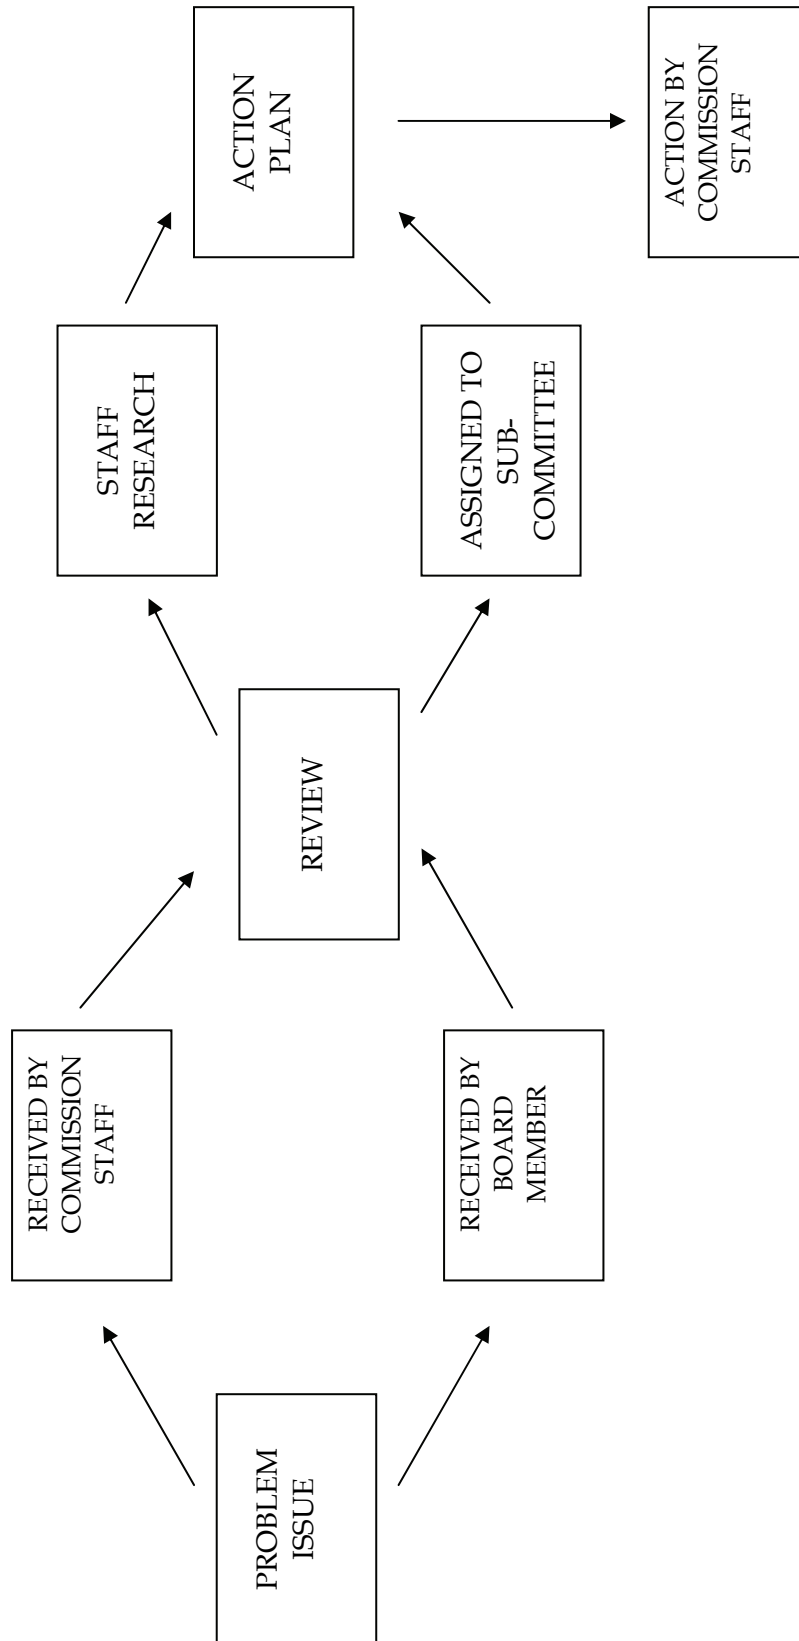 PROBLEM
ISSUE
RECEIVED BY
COMMISSION
STAFF
RECEIVED BY
BOARD
MEMBER
REVIEW
STAFF
RESEARCH
ASSIGNED TO
SUB-
COMMITTEE
ACTION
PLAN
ACTION BY
COMMISSION
STAFF